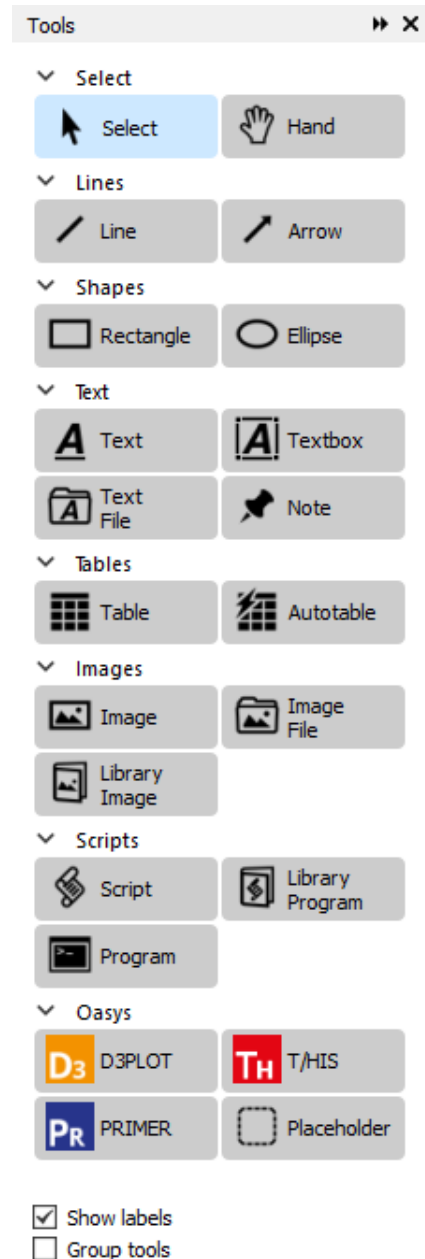 Tools
Select
Select
Hand
Lines
Line
Arrow
Shapes
Rectangle
Ellipse
Text
A Text
A Textbox
A Text
File
Note
Tables
Table
Autotable
Images
Image
Image
File
Library
Image
Scripts
Script
Library
Program
>- Program
Oasys
D3 D3PLOT
TH T/HIS
PR PRIMER
Placeholder
Show labels
Group tools